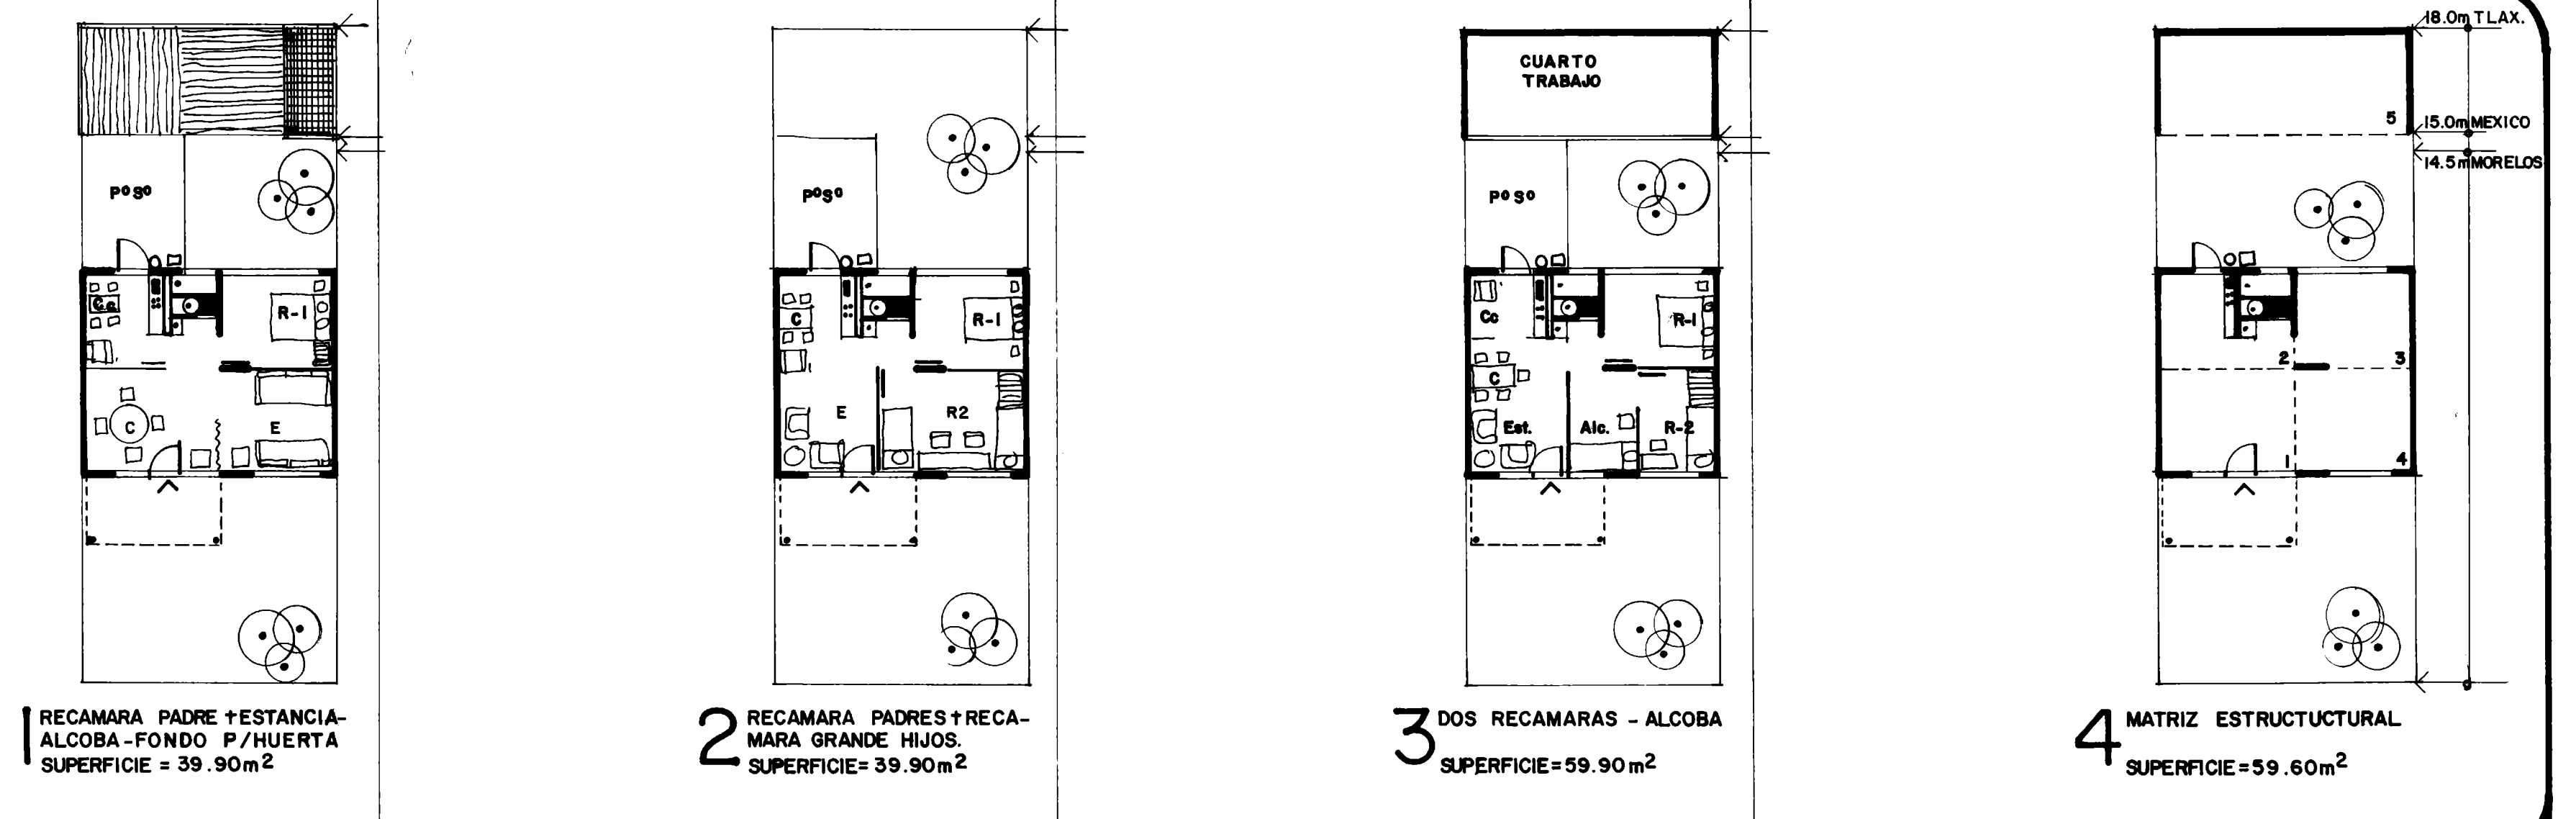 PºSº
Co
R-1
C
E
1 RECAMARA PADRE +ESTANCIA-
ALCOBA-FONDO P/HUERTA
SUPERFICIE = 39.90m²
PºSº
C
R-1
E
R2
2 RECAMARA PADRES+RECA-
MARA GRANDE HIJOS.
SUPERFICIE= 39.90m²
CUARTO
TRABAJO
PºSº
Co
R-1
C
Est.
Alc.
R-2
3 DOS RECAMARAS - ALCOBA
SUPERFICIE=59.90m²
18.0m TLAX.
5
15.0m MEXICO
14.5m MORELOS
2
3
1
4
4 MATRIZ ESTRUCTUCTURAL
SUPERFICIE=59.60m²